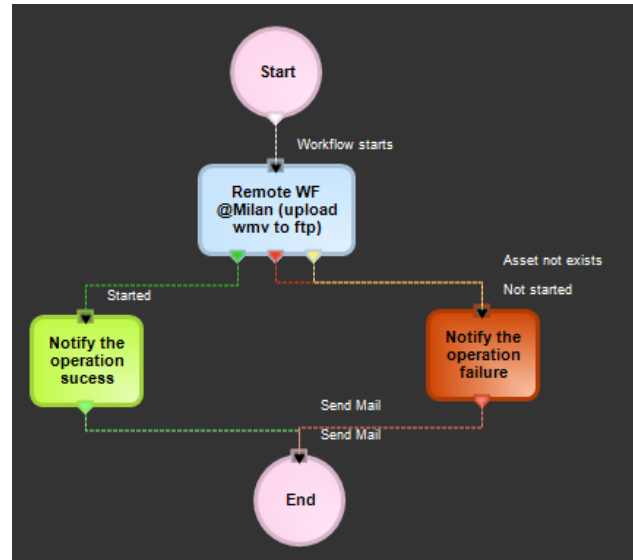 Start
Workflow starts
Remote WF
@Milan (upload
wmv to ftp)
Asset not exists
Started
Not started
Notify the
operation
sucess
Notify the
operation
failure
Send Mail
Send Mail
End